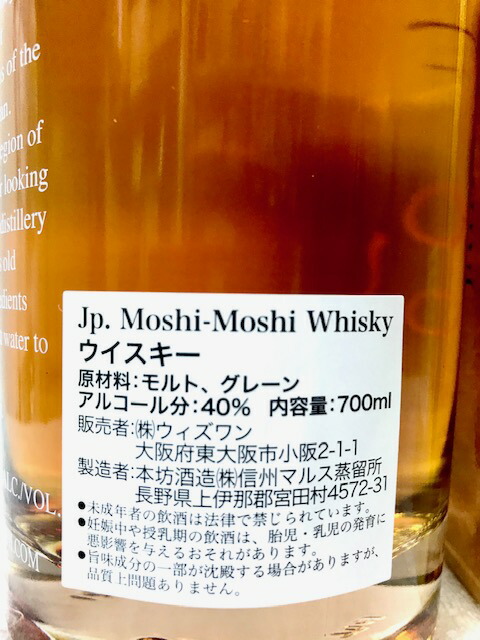 s of the
egion of
looking
distillery
s old
dients
water to
ALC./VOL.
.COM
Jp. Moshi-Moshi Whisky
ウイスキー
原材料：モルト、グレーン
アルコール分：40% 内容量：700ml
販売者：㈱ウィズワン
大阪府東大阪市小阪2-1-1
製造者：本坊酒造㈱信州マルス蒸留所
長野県上伊那郡宮田村4572-31
●未成年者の飲酒は法律で禁じられています。
●妊娠中や授乳期の飲酒は、胎児・乳児の発育に
悪影響を与えるおそれがあります。
●旨味成分の一部が沈殿する場合がありますが、
品質上問題ありません。